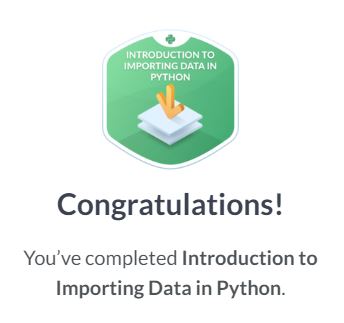 INTRODUCTION TO
IMPORTING DATA IN
PYTHON
Congratulations!
You’ve completed Introduction to
Importing Data in Python.